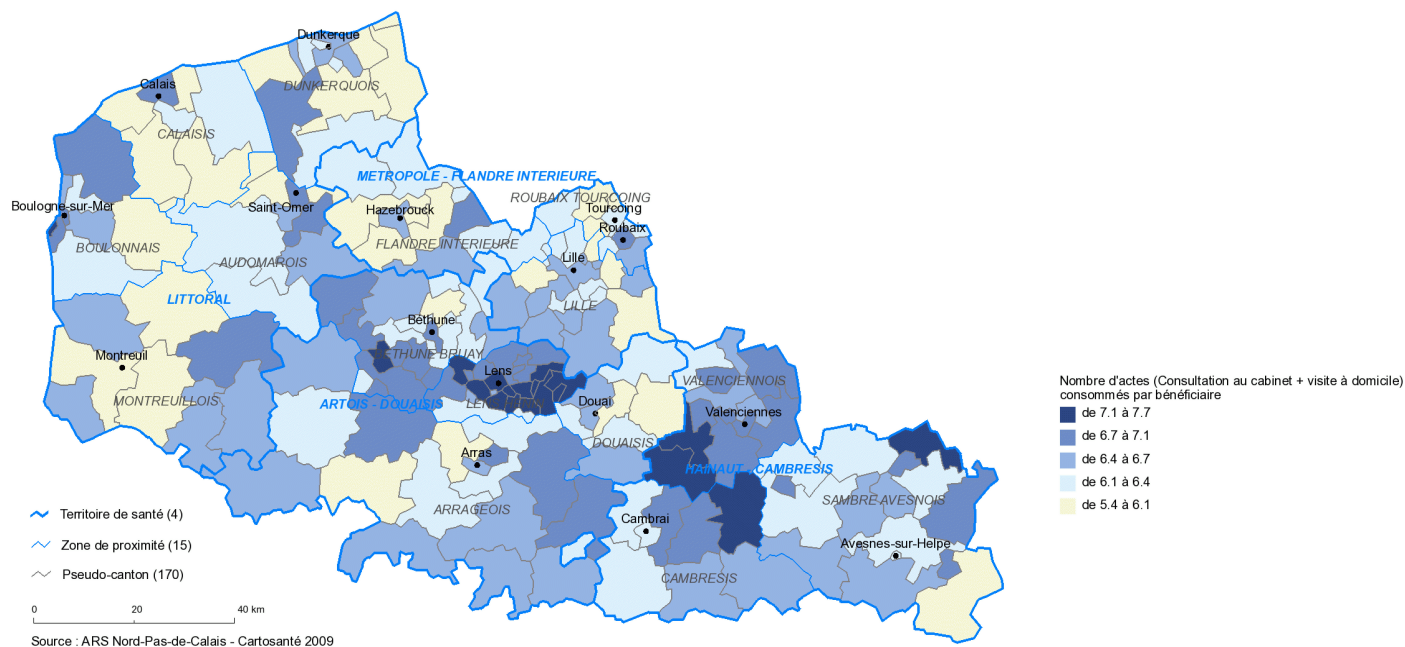 Dunkerque
DUNKERQUOIS
Calais
CALAISIS
METROPOLE - FLANDRE INTERIEURE
ROUBAIX TOURCOING
Boulogne-sur-Mer
Saint-Omer
Hazebrouck
Tourcoing
Roubaix
BOULONNAIS
FLANDRE INTERIEURE
AUDOMAROIS
Lille
LITTORAL
LILLE
Béthune
BETHUNE BRUAY
Montreuil
Lens
VALENCIENNOIS
MONTREUILLOIS
ARTOIS - DOUAISIS
Douai
Valenciennes
DOUAISIS
Arras
HAINAUT - CAMBRESIS
SAMBRE AVESNOIS
ARRAGEOIS
Cambrai
Avesnes-sur-Helpe
CAMBRESIS
Nombre d'actes (Consultation au cabinet + visite à domicile)
consommés par bénéficiaire
de 7.1 à 7.7
de 6.7 à 7.1
de 6.4 à 6.7
de 6.1 à 6.4
de 5.4 à 6.1
Territoire de santé (4)
Zone de proximité (15)
Pseudo-canton (170)
0 20 40 km
Source : ARS Nord-Pas-de-Calais - Cartosanté 2009